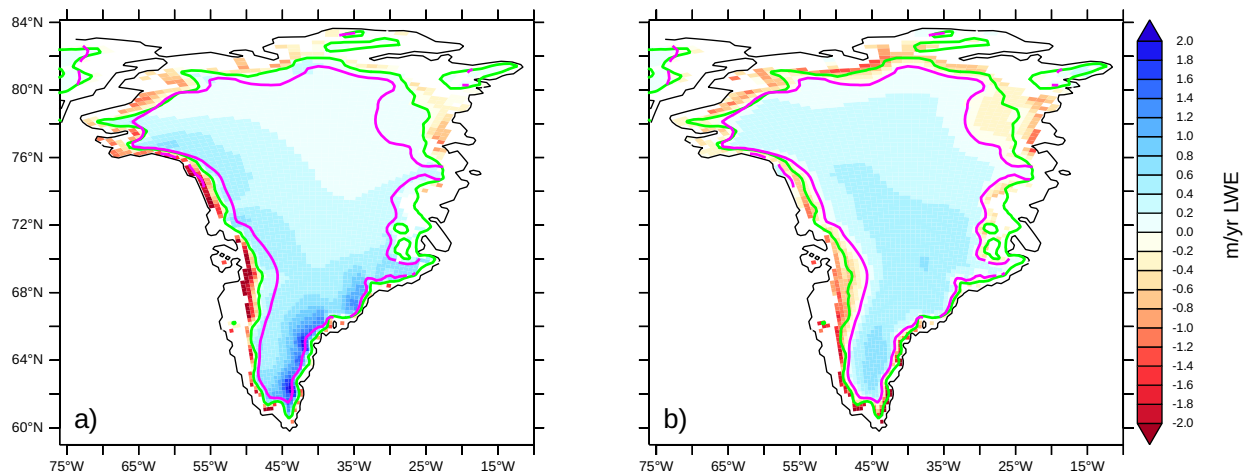 84°N
80°N
76°N
72°N
68°N
64°N
60°N
a)
75°W 65°W 55°W 45°W 35°W 25°W 15°W
b)
75°W 65°W 55°W 45°W 35°W 25°W 15°W
2.0
1.8
1.6
1.4
1.2
1.0
0.8
0.6
0.4
0.2
0.0
-0.2
-0.4
-0.6
-0.8
-1.0
-1.2
-1.4
-1.6
-1.8
-2.0
m/yr LWE